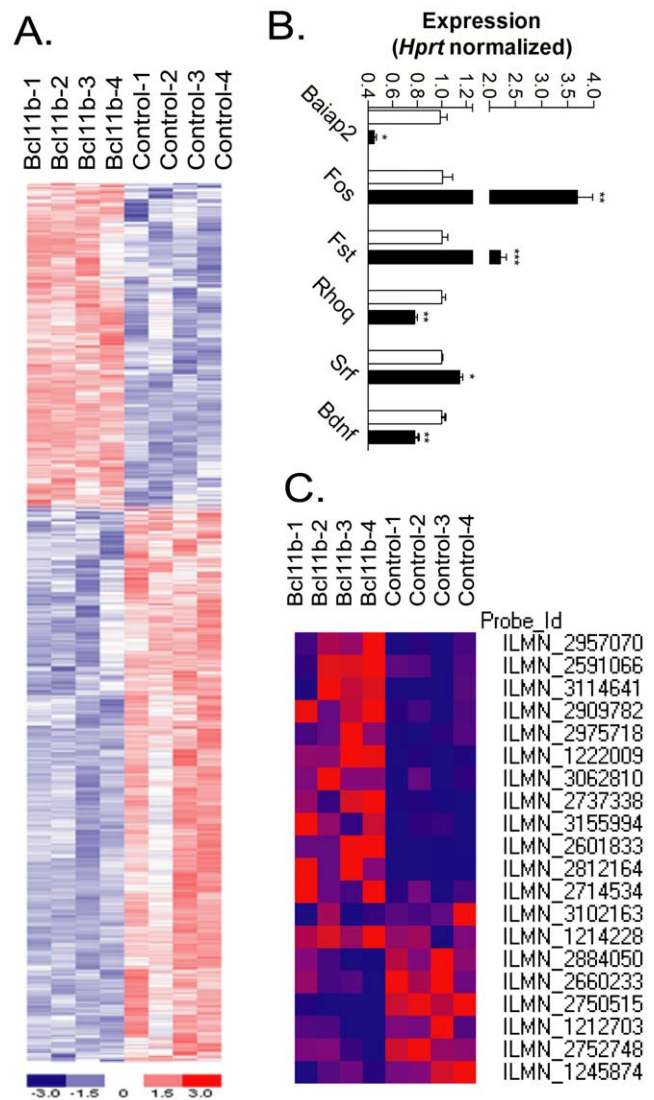 A.
Bcl11b-1
Bcl11b-2
Bcl11b-3
Bcl11b-4
Control-1
Control-2
Control-3
Control-4
-3.0 -1.5 0 1.5 3.0
B.
Expression
(Hprt normalized)
0.4 0.6 0.8 1.0 1.2 2.0 2.5 3.0 3.5 4.0
Baiap2
*
Fos
**
Fst
***
Rhoq
**
Srf
*
Bdnf
**
C.
Bcl11b-1
Bcl11b-2
Bcl11b-3
Bcl11b-4
Control-1
Control-2
Control-3
Control-4
Probe_Id
ILMN_2957070
ILMN_2591066
ILMN_3114641
ILMN_2909782
ILMN_2975718
ILMN_1222009
ILMN_3062810
ILMN_2737338
ILMN_3155994
ILMN_2601833
ILMN_2812164
ILMN_2714534
ILMN_3102163
ILMN_1214228
ILMN_2884050
ILMN_2660233
ILMN_2750515
ILMN_1212703
ILMN_2752748
ILMN_1245874